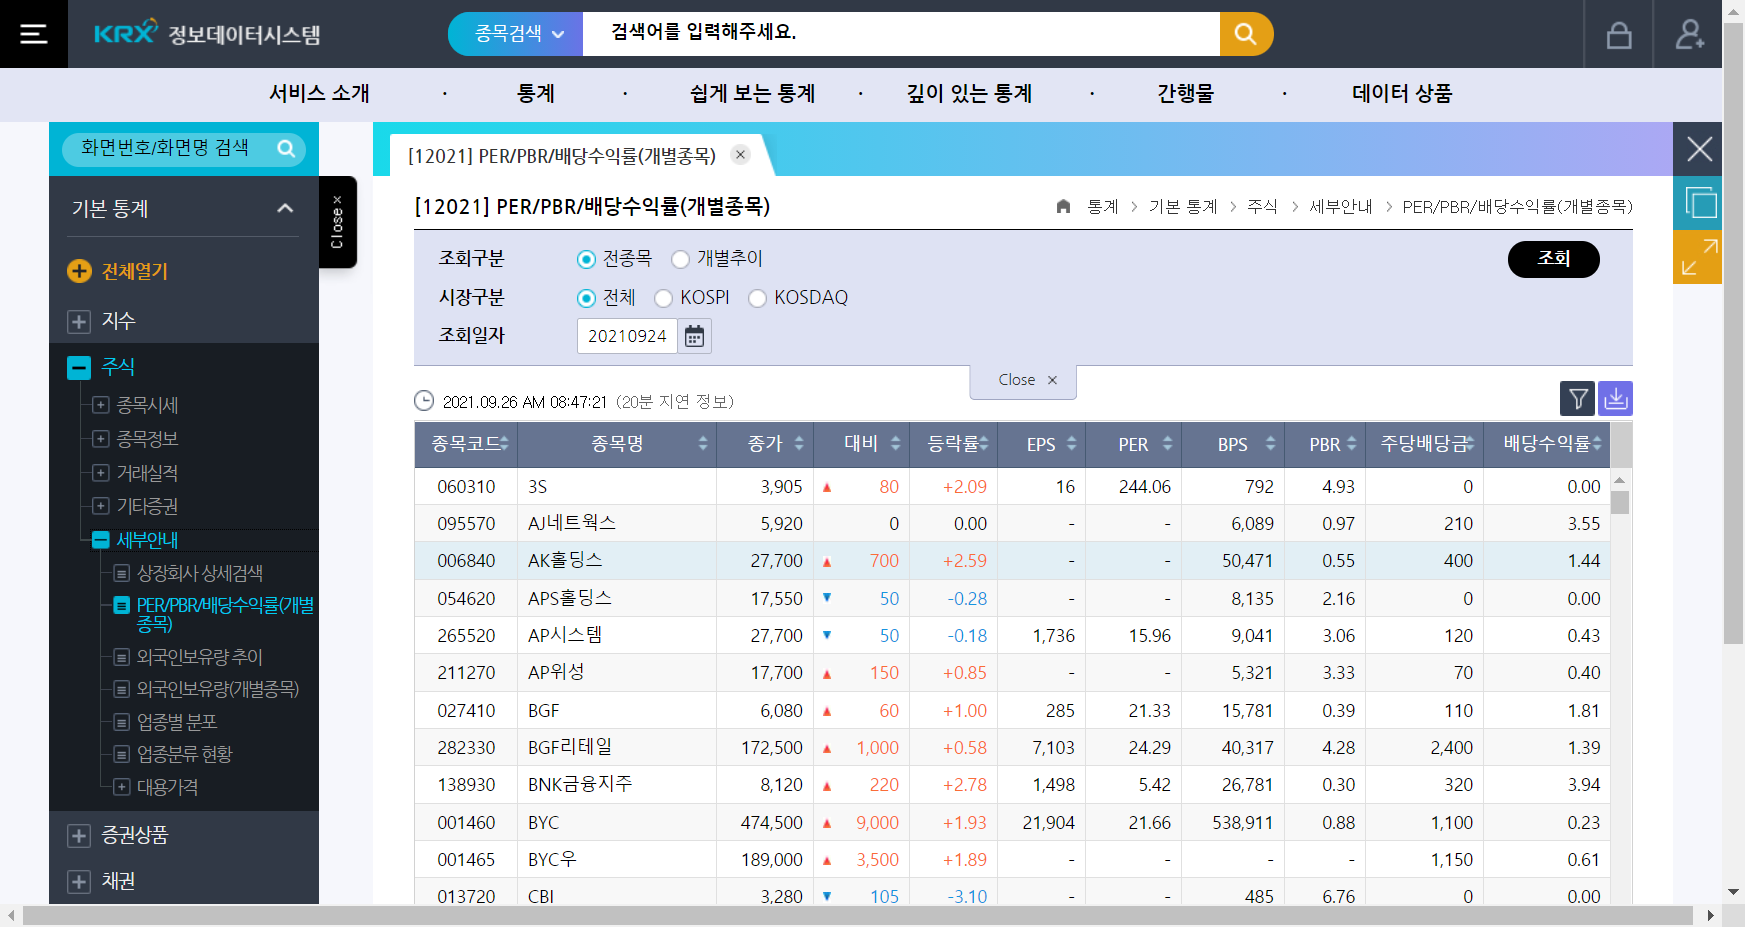 KRX 정보데이터시스템
종목검색
검색어를 입력해주세요.
서비스 소개 · 통계 · 쉽게 보는 통계 · 깊이 있는 통계 · 간행물 · 데이터 상품
화면번호/화면명 검색
기본 통계
전체열기
지수
주식
종목시세
종목정보
거래실적
기타증권
세부안내
상장회사 상세검색
PER/PBR/배당수익률(개별
종목)
외국인보유량 추이
외국인보유량(개별종목)
업종별 분포
업종분류 현황
대용가격
증권상품
채권
Close ×
[12021] PER/PBR/배당수익률(개별종목)
[12021] PER/PBR/배당수익률(개별종목)
통계 > 기본 통계 > 주식 > 세부안내 > PER/PBR/배당수익률(개별종목)
조회구분 전종목 개별추이 조회
시장구분 전체 KOSPI KOSDAQ
조회일자 20210924
Close ×
2021.09.26 AM 08:47:21 (20분 지연 정보)
종목코드 종목명 종가 대비 등락률 EPS PER BPS PBR 주당배당금 배당수익률
060310 3S 3,905 ▲ 80 +2.09 16 244.06 792 4.93 0 0.00
095570 AJ네트웍스 5,920 0 0.00 - - 6,089 0.97 210 3.55
006840 AK홀딩스 27,700 ▲ 700 +2.59 - - 50,471 0.55 400 1.44
054620 APS홀딩스 17,550 ▼ 50 -0.28 - - 8,135 2.16 0 0.00
265520 AP시스템 27,700 ▼ 50 -0.18 1,736 15.96 9,041 3.06 120 0.43
211270 AP위성 17,700 ▲ 150 +0.85 - - 5,321 3.33 70 0.40
027410 BGF 6,080 ▲ 60 +1.00 285 21.33 15,781 0.39 110 1.81
282330 BGF리테일 172,500 ▲ 1,000 +0.58 7,103 24.29 40,317 4.28 2,400 1.39
138930 BNK금융지주 8,120 ▲ 220 +2.78 1,498 5.42 26,781 0.30 320 3.94
001460 BYC 474,500 ▲ 9,000 +1.93 21,904 21.66 538,911 0.88 1,100 0.23
001465 BYC우 189,000 ▲ 3,500 +1.89 - - - - 1,150 0.61
013720 CBI 3,280 ▼ 105 -3.10 - - 485 6.76 0 0.00